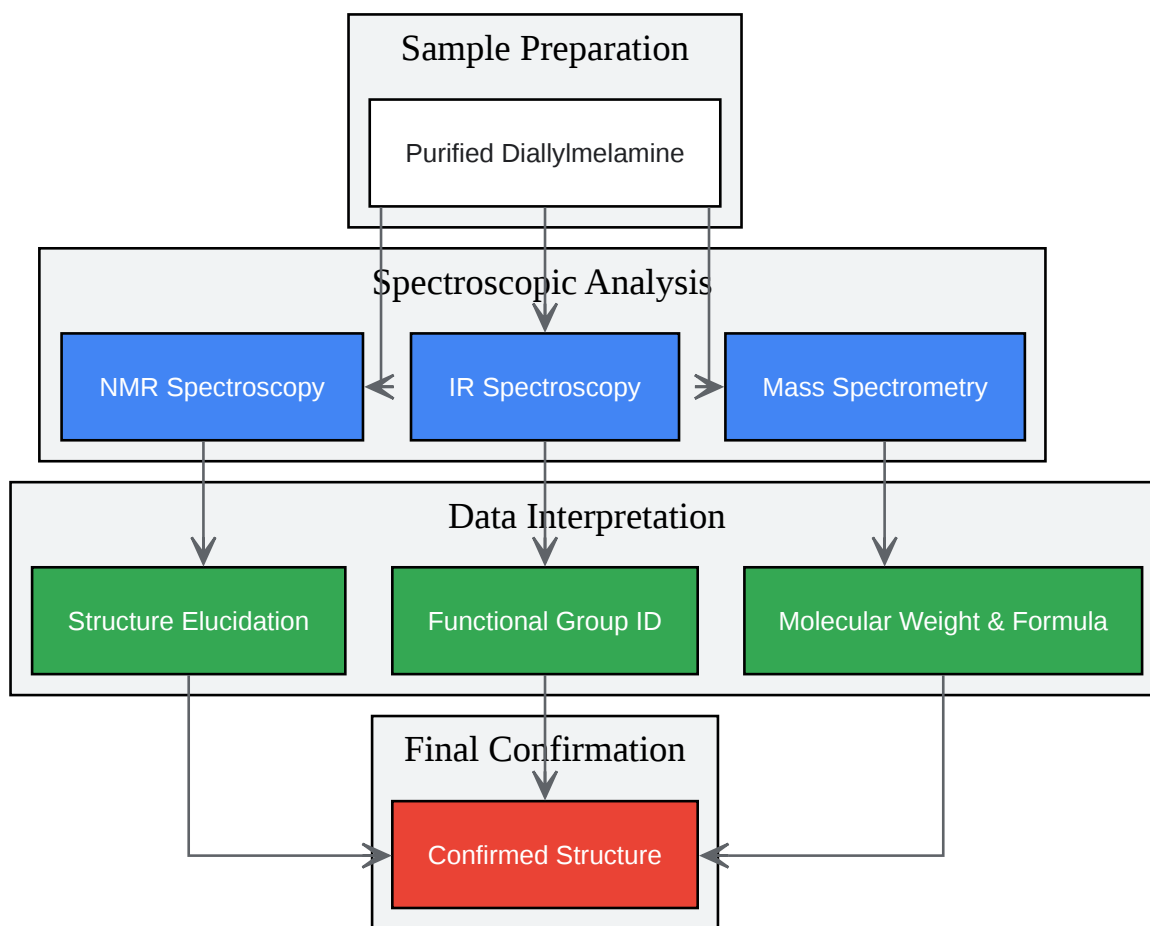 Sample Preparation
Purified Diallylmelamine
Spectroscopic Analysis
NMR Spectroscopy
IR Spectroscopy
Mass Spectrometry
Data Interpretation
Structure Elucidation
Functional Group ID
Molecular Weight & Formula
Final Confirmation
Confirmed Structure